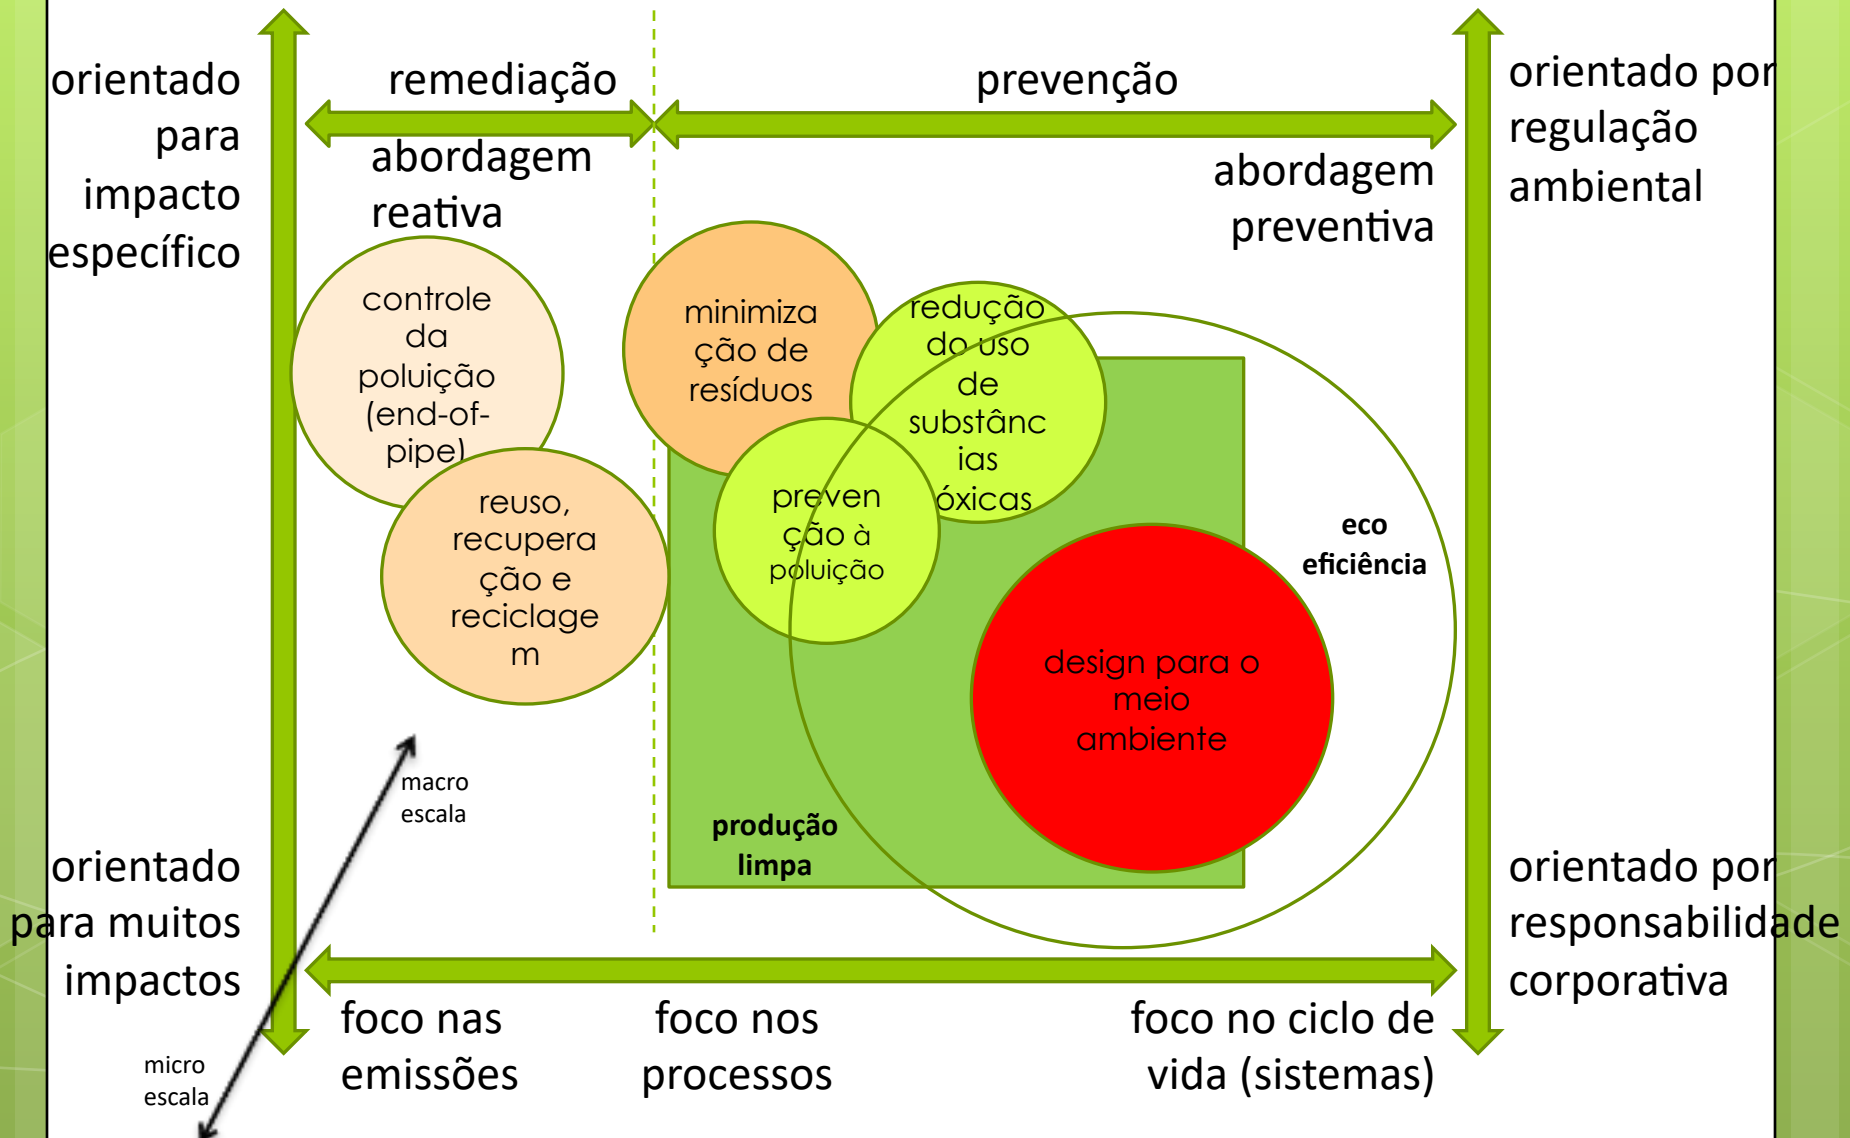 orientado
para
impacto
específico
remediação
abordagem
reativa
prevenção
abordagem
preventiva
orientado por
regulação
ambiental
controle
da
poluição
(end-of-
pipe)
reuso,
recupera
ção e
reciclage
m
minimiza
ção de
resíduos
redução
do uso
de
substânc
ias
óxicas
preven
ção à
poluição
eco
eficiência
design para o
meio
ambiente
produção
limpa
macro
escala
orientado
para muitos
impactos
orientado por
responsabilidade
corporativa
micro
escala
foco nas
emissões
foco nos
processos
foco no ciclo de
vida (sistemas)